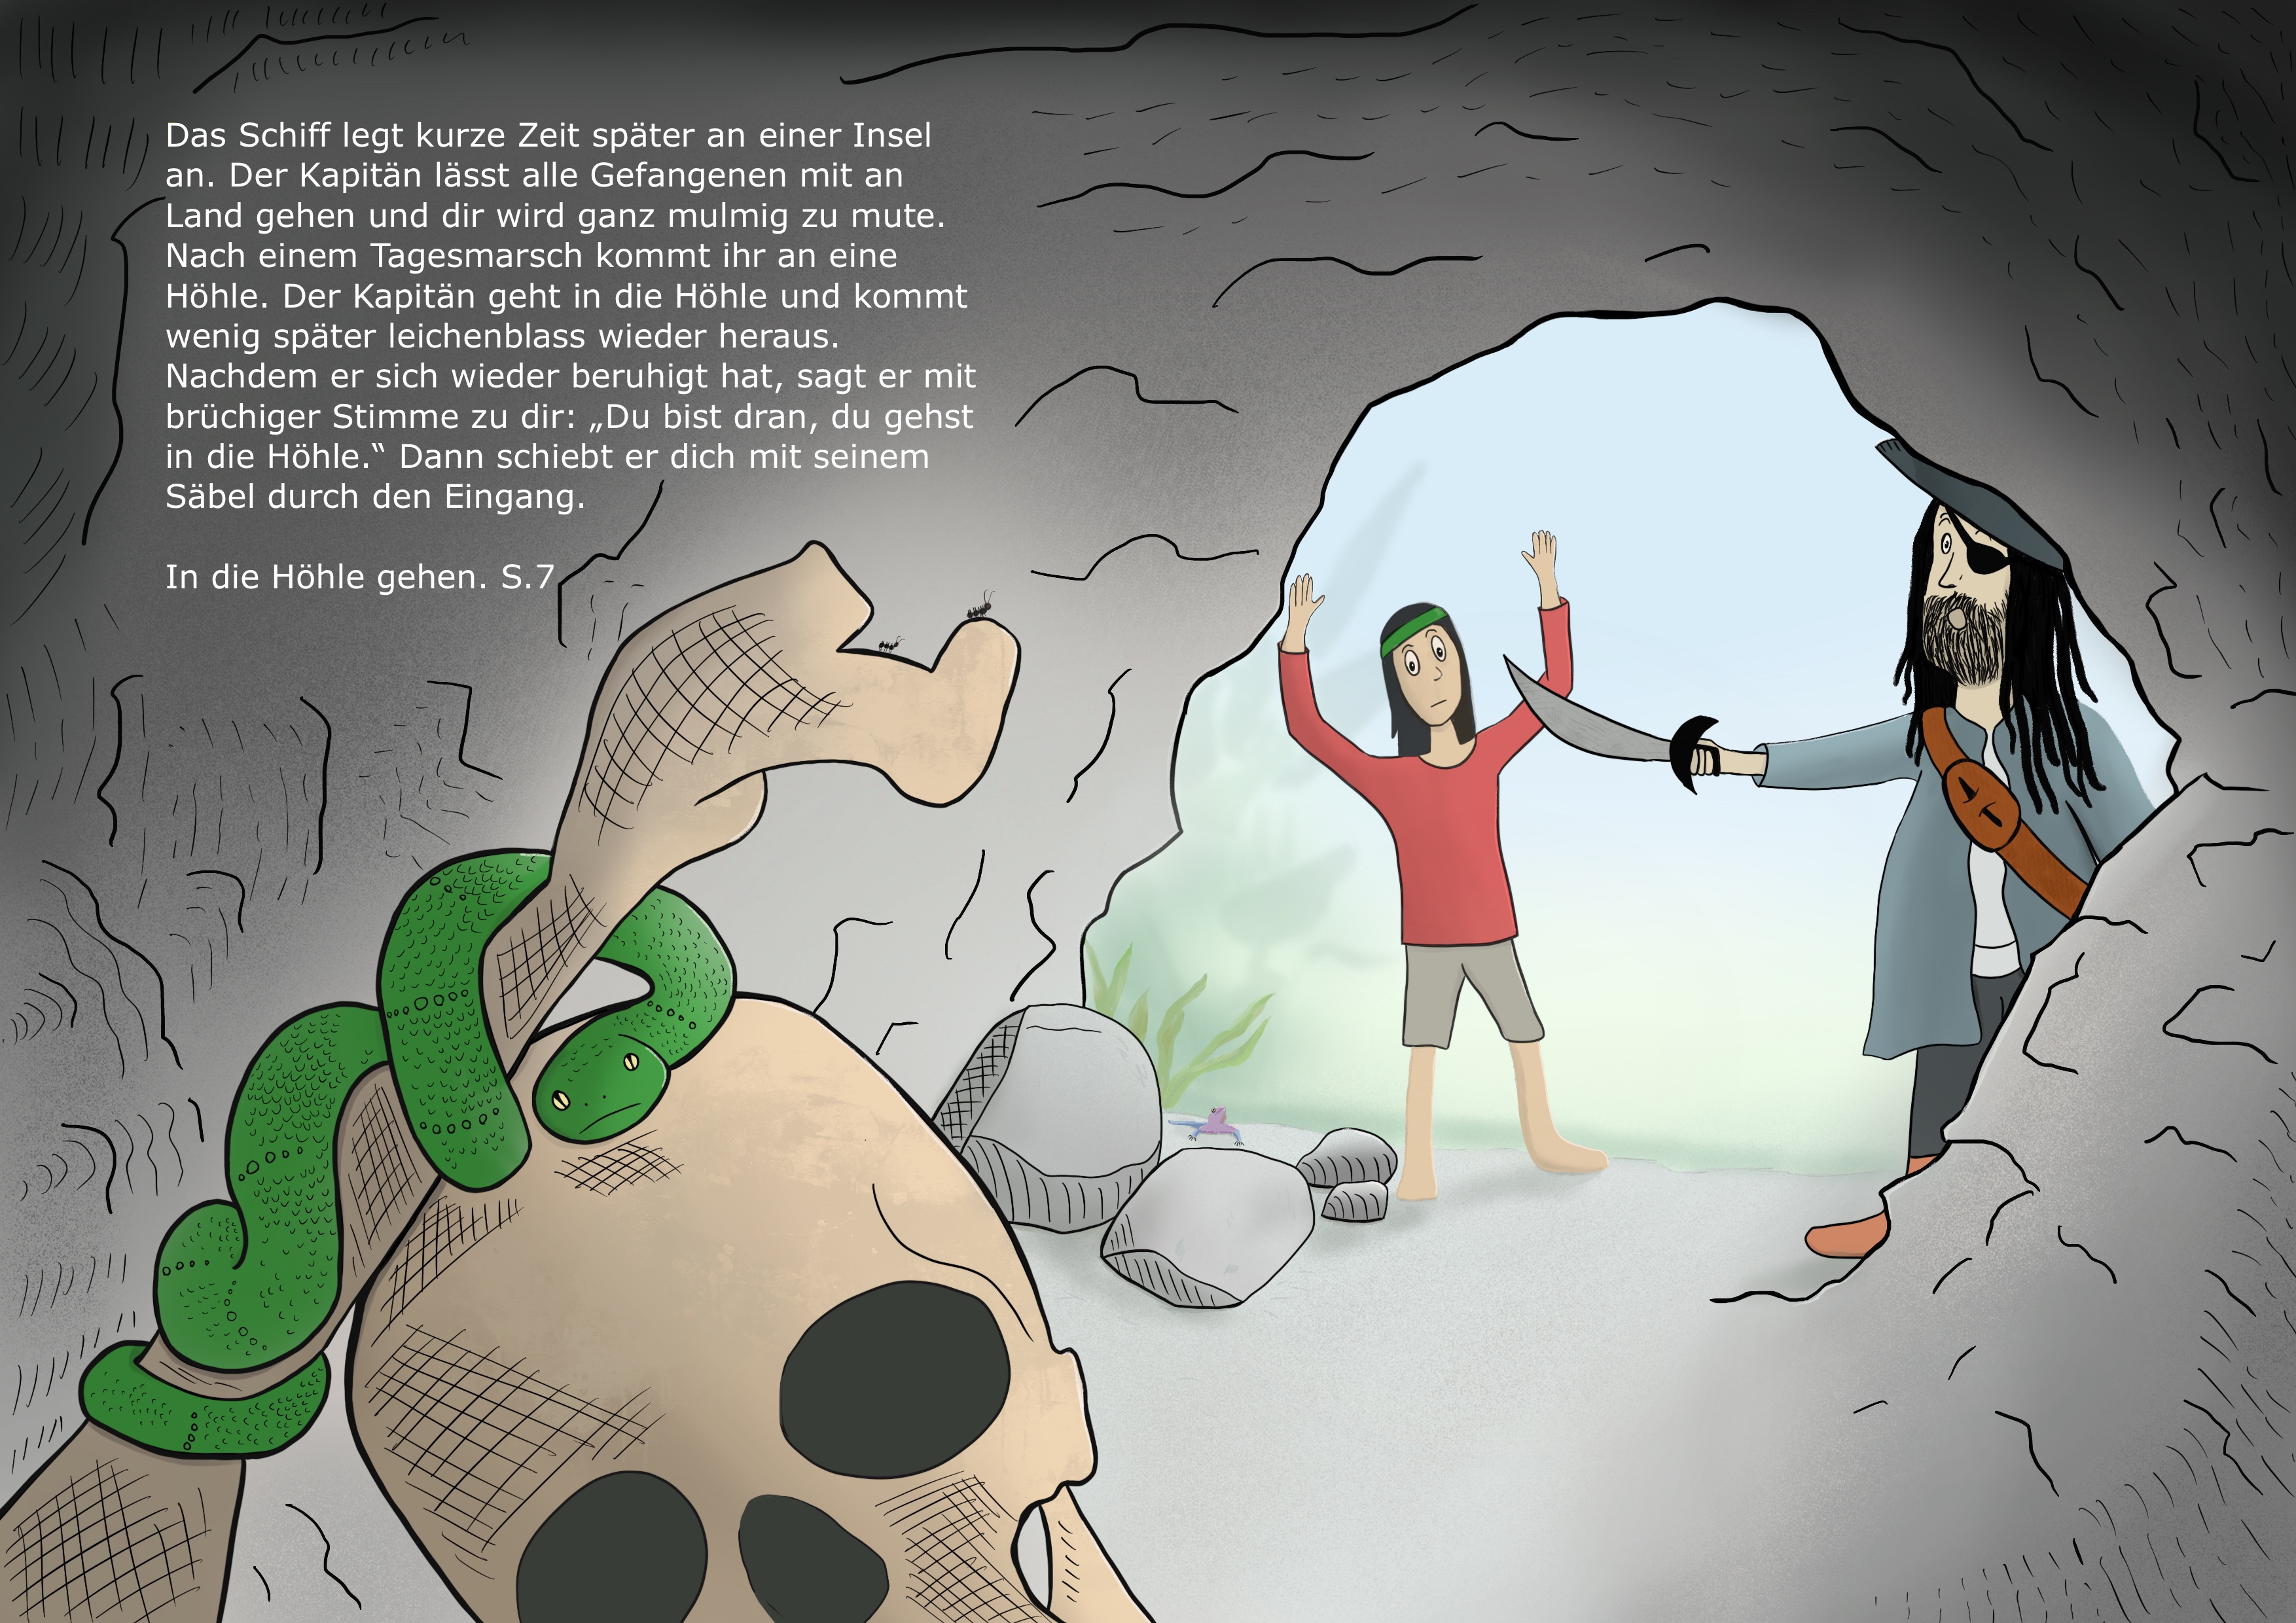 Das Schiff legt kurze Zeit später an einer Insel
an. Der Kapitän lässt alle Gefangenen mit an
Land gehen und dir wird ganz mulmig zu mute.
Nach einem Tagesmarsch kommt ihr an eine
Höhle. Der Kapitän geht in die Höhle und kommt
wenig später leichenblass wieder heraus.
Nachdem er sich wieder beruhigt hat, sagt er mit
brüchiger Stimme zu dir: „Du bist dran, du gehst
in die Höhle.‟ Dann schiebt er dich mit seinem
Säbel durch den Eingang.
In die Höhle gehen. S.7